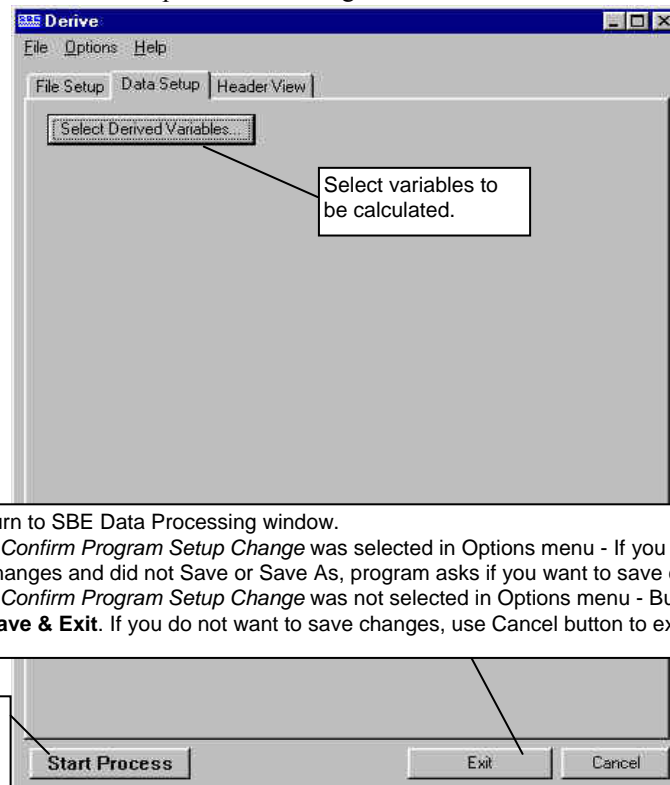 SBE Derive
File Options Help
File Setup Data Setup Header View
Select Derived Variables...
Select variables to
be calculated.
urn to SBE Data Processing window.
Confirm Program Setup Change was selected in Options menu - If you
hanges and did not Save or Save As, program asks if you want to save
Confirm Program Setup Change was not selected in Options menu - Bu
ave & Exit. If you do not want to save changes, use Cancel button to ex
Start Process Exit Cancel